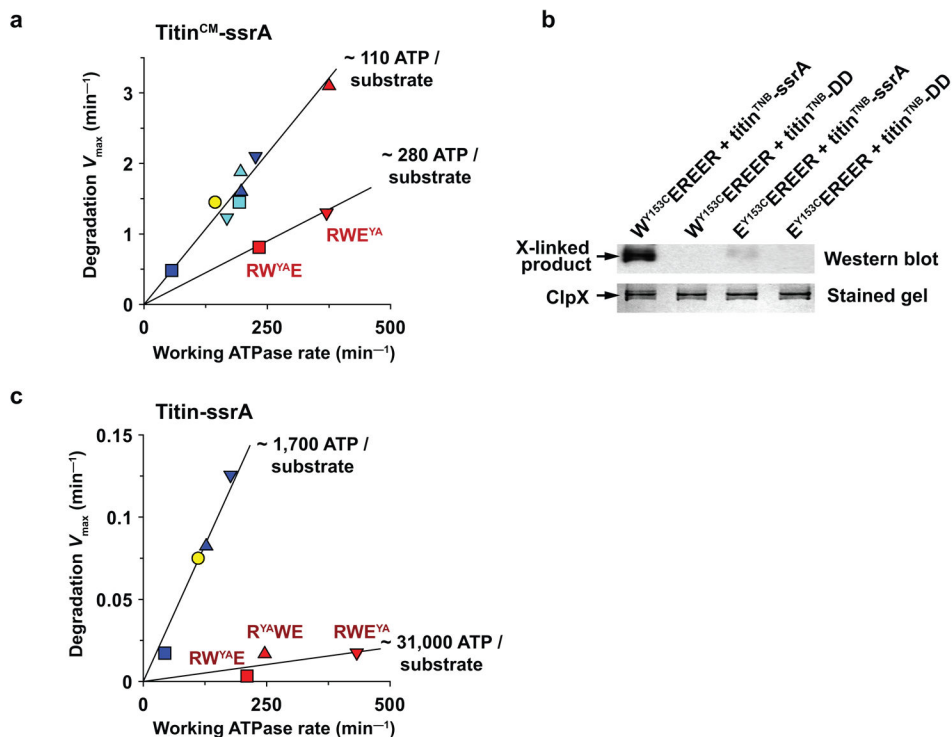 a
Titin^CM-ssrA
Degradation V_max (min⁻¹)
3
2
1
0
0
250
500
Working ATPase rate (min⁻¹)
~ 110 ATP /
substrate
~ 280 ATP /
substrate
RWE^YA
RW^YAE
b
W^Y153CEREER + titin^TNB-ssrA
W^Y153CEREER + titin^TNB-DD
E^Y153CEREER + titin^TNB-ssrA
E^Y153CEREER + titin^TNB-DD
X-linked
product
Western blot
ClpX
Stained gel
c
Titin-ssrA
Degradation V_max (min⁻¹)
0.15
0.1
0.05
0
0
250
500
Working ATPase rate (min⁻¹)
~ 1,700 ATP /
substrate
R^YAWE
RWE^YA
RW^YAE
~ 31,000 ATP /
substrate